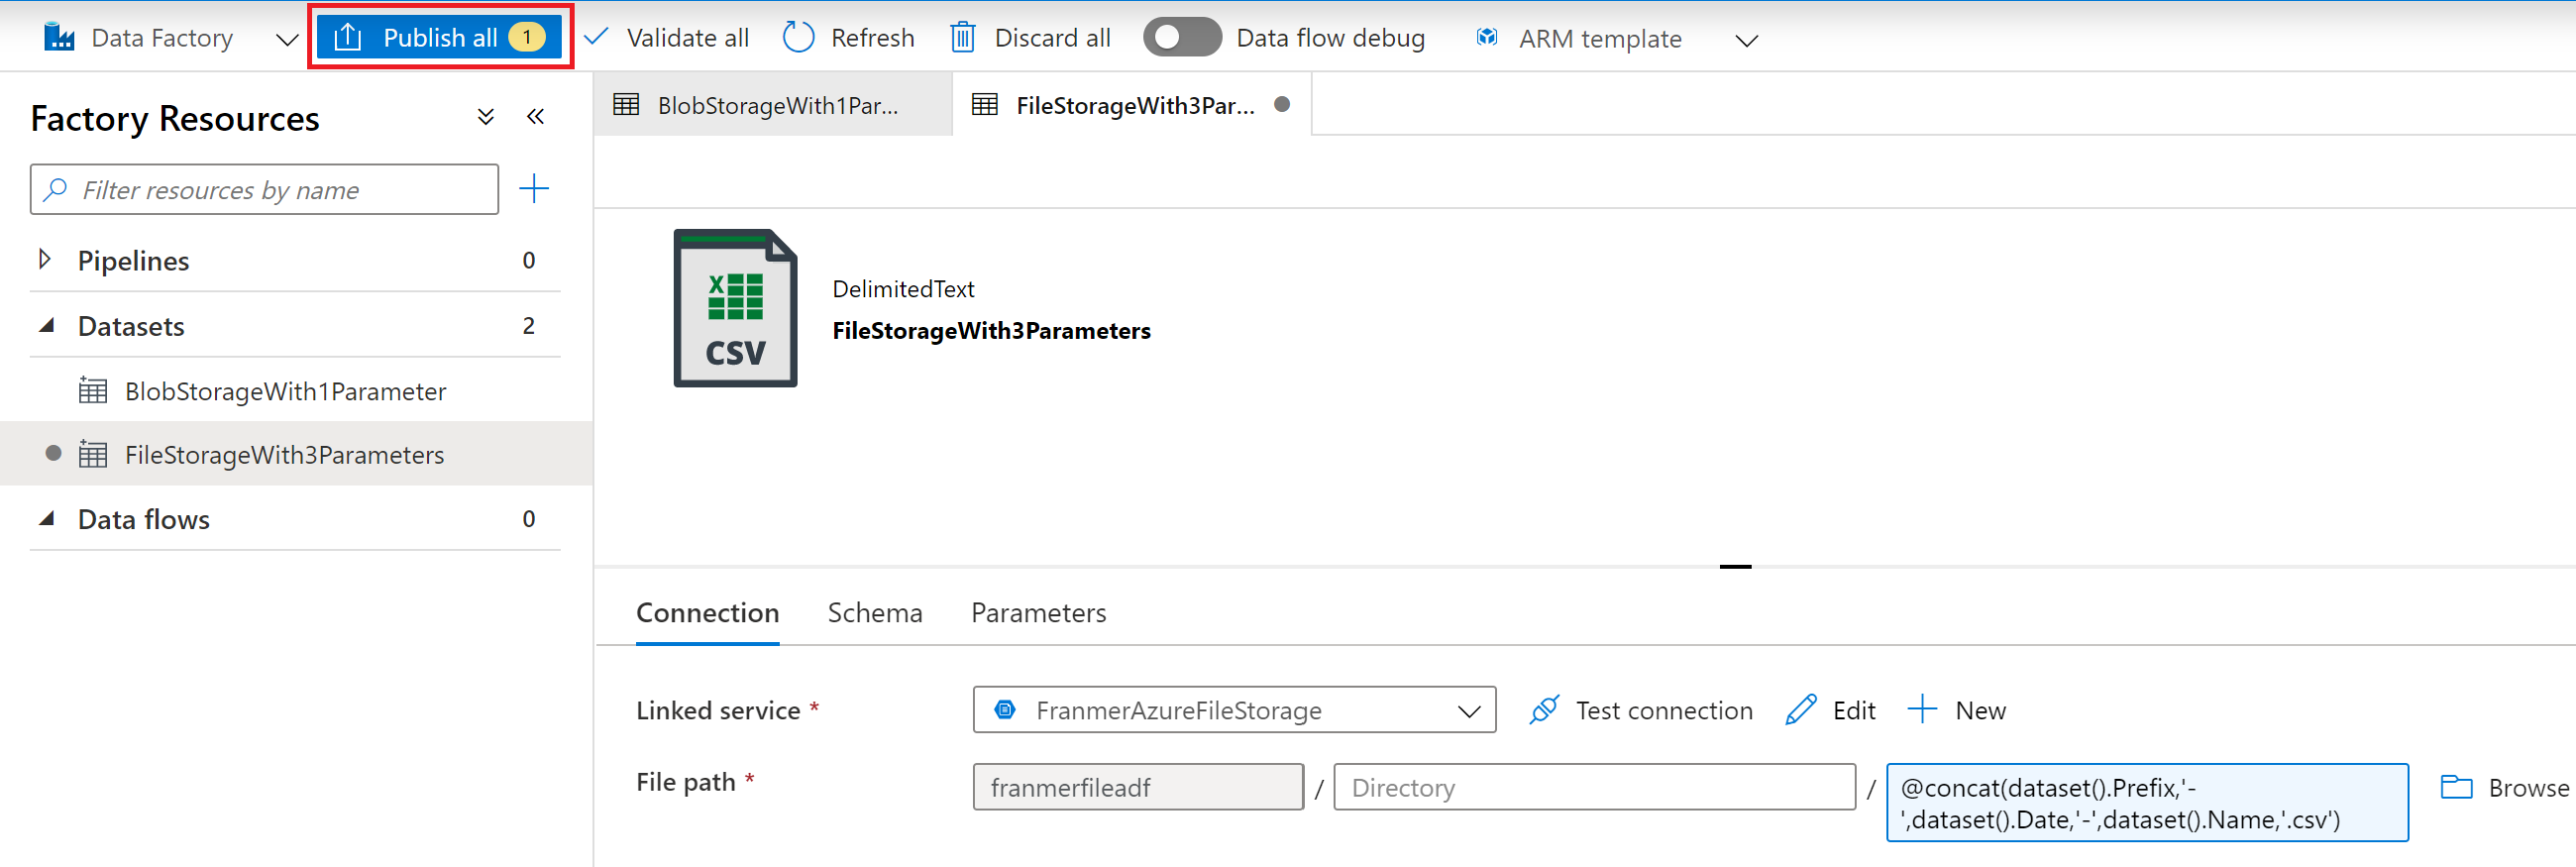 Data Factory
Publish all 1
Validate all
Refresh
Discard all
Data flow debug
ARM template
Factory Resources
Filter resources by name
Pipelines 0
Datasets 2
BlobStorageWith1Parameter
FileStorageWith3Parameters
Data flows 0
BlobStorageWith1Par...
FileStorageWith3Par...
X
CSV
DelimitedText
FileStorageWith3Parameters
Connection Schema Parameters
Linked service * FranmerAzureFileStorage Test connection Edit New
File path * franmerfileadf / Directory / @concat(dataset().Prefix,'-
',dataset().Date,'-',dataset().Name,'.csv')
Browse